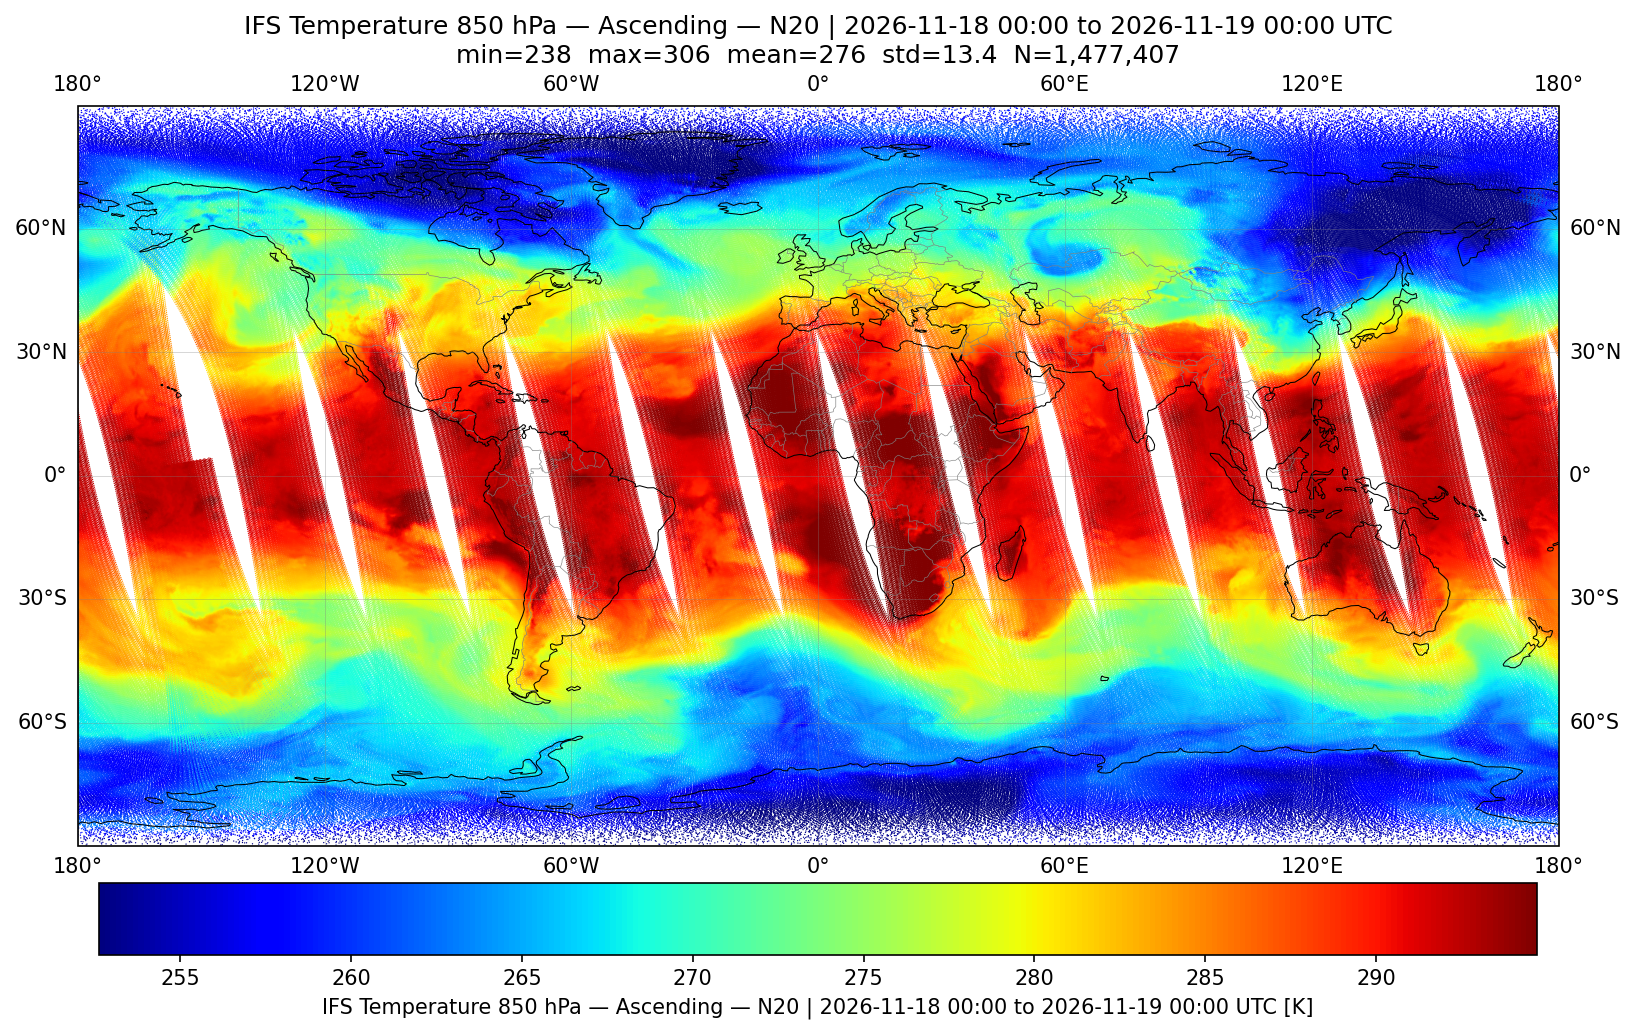 IFS Temperature 850 hPa — Ascending — N20 | 2026-11-18 00:00 to 2026-11-19 00:00 UTC
min=238 max=306 mean=276 std=13.4 N=1,477,407
180° 120°W 60°W 0° 60°E 120°E 180°
60°N 60°N
30°N 30°N
0° 0°
30°S 30°S
60°S 60°S
180° 120°W 60°W 0° 60°E 120°E 180°
255 260 265 270 275 280 285 290
IFS Temperature 850 hPa — Ascending — N20 | 2026-11-18 00:00 to 2026-11-19 00:00 UTC [K]